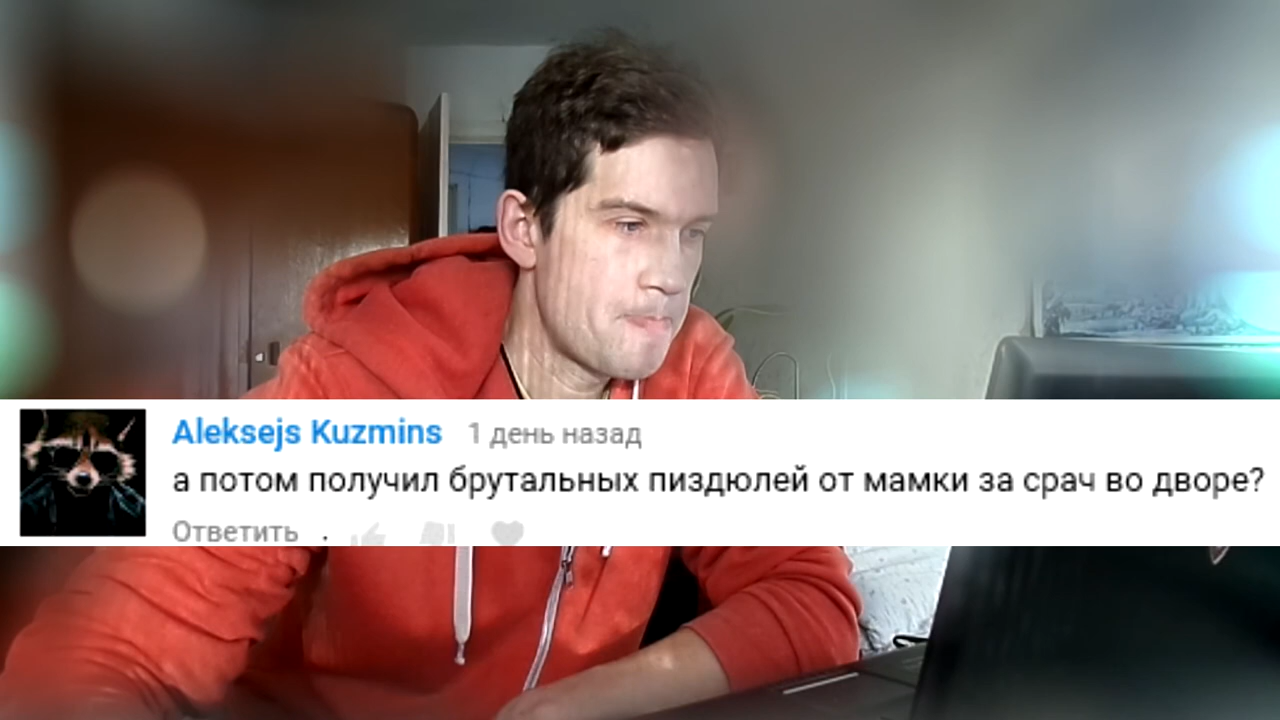 Aleksejs Kuzmins 1 день назад
а потом получил брутальных пиздюлей от мамки за срач во дворе?
Ответить